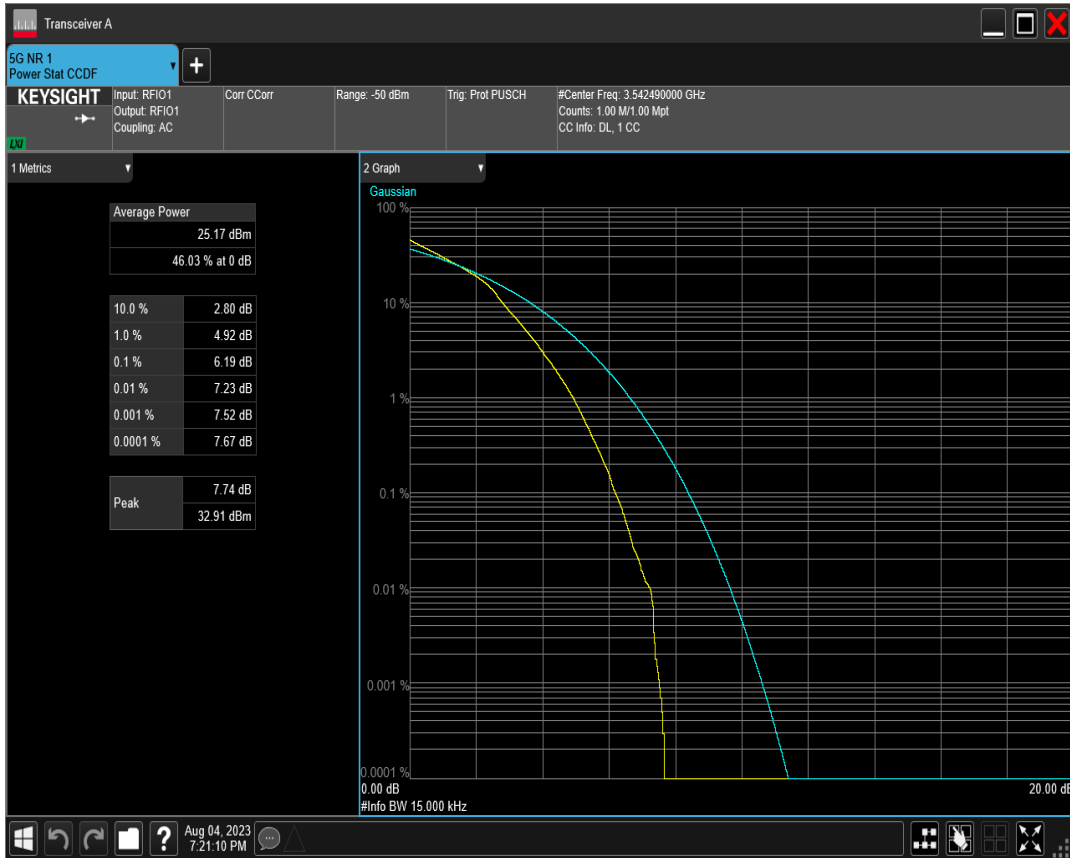 Transceiver A
5G NR 1
Power Stat CCDF
+
KEYSIGHT
LXI
Input: RFIO1
Output: RFIO1
Coupling: AC
Corr CCorr
Range: -50 dBm
Trig: Prot PUSCH
#Center Freq: 3.542490000 GHz
Counts: 1.00 M/1.00 Mpt
CC Info: DL, 1 CC
1 Metrics
Average Power
25.17 dBm
46.03 % at 0 dB
10.0 % 2.80 dB
1.0 % 4.92 dB
0.1 % 6.19 dB
0.01 % 7.23 dB
0.001 % 7.52 dB
0.0001 % 7.67 dB
Peak
7.74 dB
32.91 dBm
2 Graph
Gaussian
100 %
10 %
1 %
0.1 %
0.01 %
0.001 %
0.0001 %
0.00 dB 20.00 dB
#Info BW 15.000 kHz
?
Aug 04, 2023
7:21:10 PM